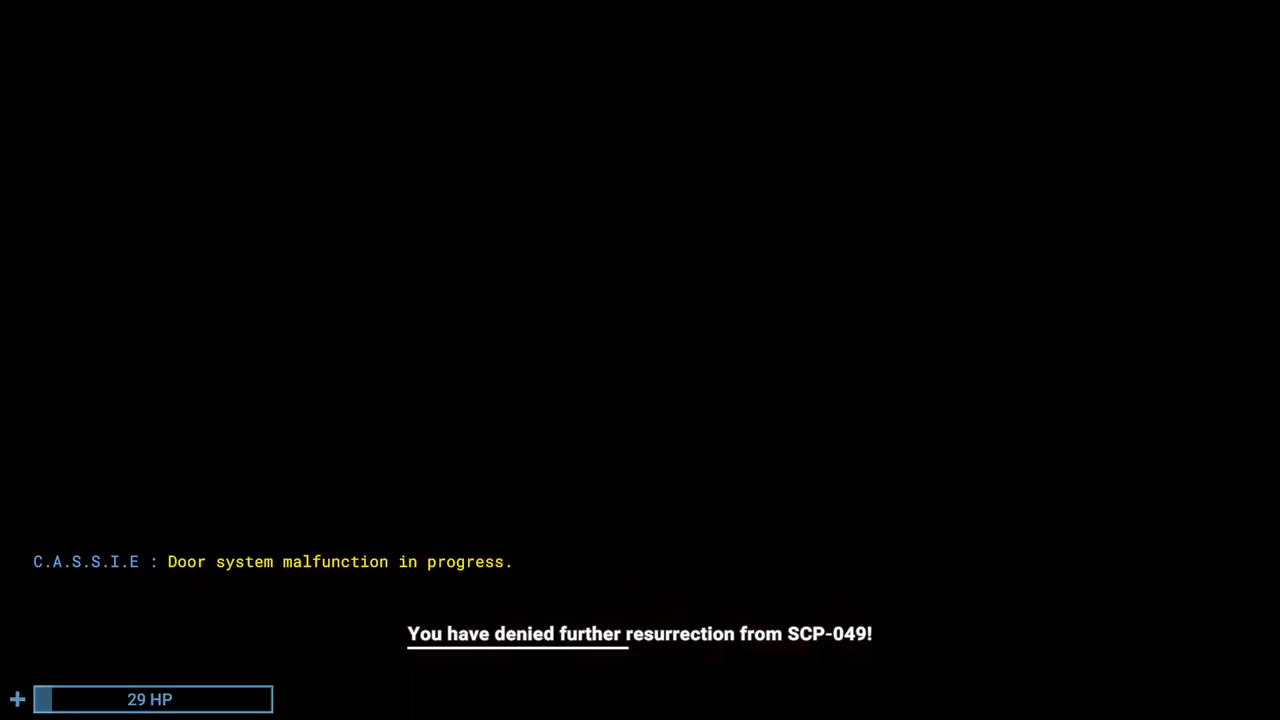 C.A.S.S.I.E : Door system malfunction in progress.
You have denied further resurrection from SCP-049!
29 HP